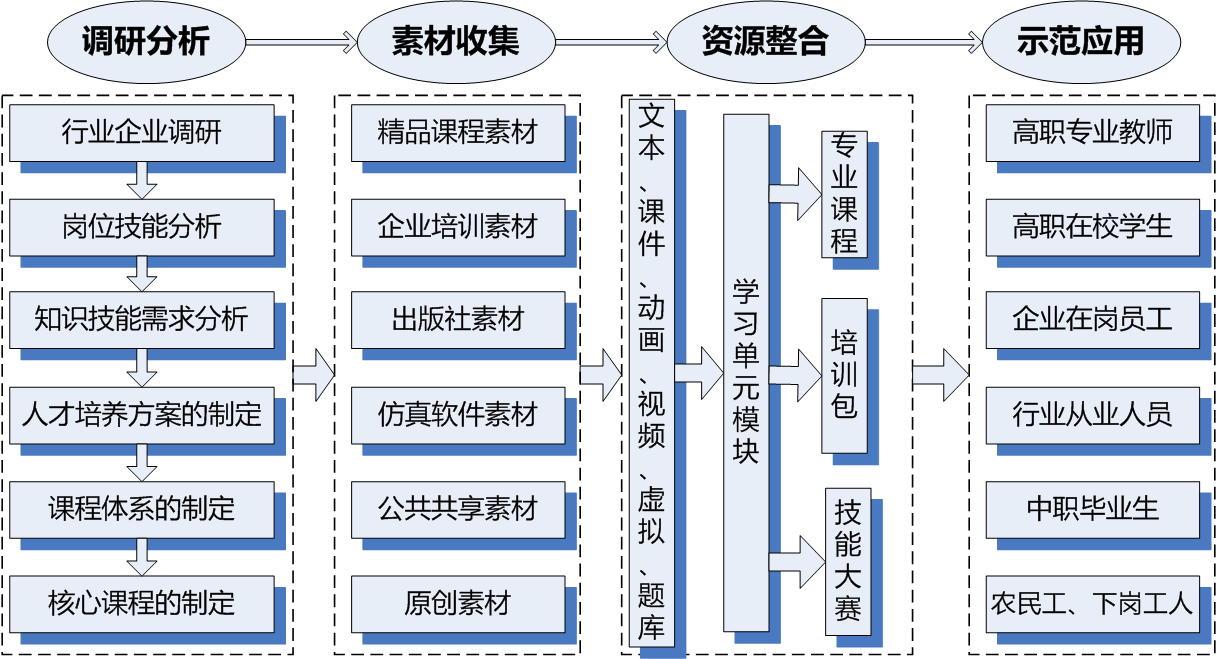 调研分析
素材收集
资源整合
示范应用
行业企业调研
岗位技能分析
知识技能需求分析
人才培养方案的制定
课程体系的制定
核心课程的制定
精品课程素材
企业培训素材
出版社素材
仿真软件素材
公共共享素材
原创素材
文本、课件、动画、视频、虚拟、题库
学习单元模块
专业课程
培训包
技能大赛
高职专业教师
高职在校学生
企业在岗员工
行业从业人员
中职毕业生
农民工、下岗工人